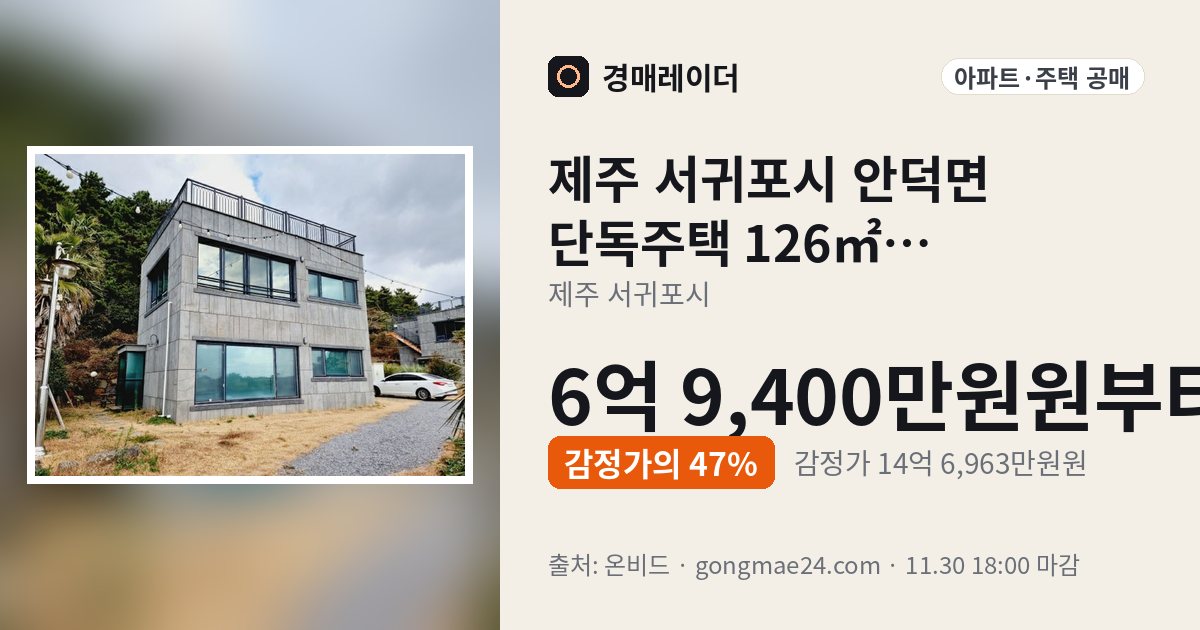 경매레이더
아파트·주택 공매
제주 서귀포시 안덕면
단독주택 126㎡…
제주 서귀포시
6억 9,400만원원부터
감정가의 47%
감정가 14억 6,963만원원
출처: 온비드 · gongmae24.com · 11.30 18:00 마감